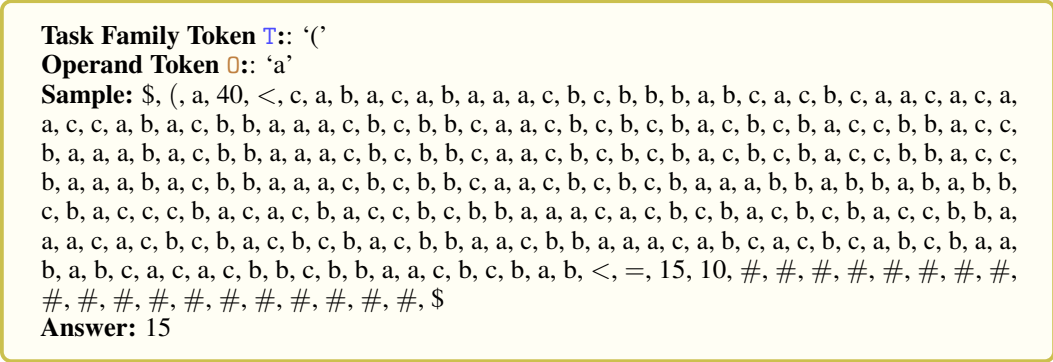 Task Family Token T:: ‘(’
Operand Token O:: ‘a’
Sample: $, (, a, 40, <, c, a, b, a, c, a, b, a, a, a, c, b, c, b, b, b, a, b, c, a, c, b, c, a, a, c, a, c, a,
a, c, c, a, b, a, c, b, b, a, a, a, c, b, c, b, b, c, a, a, c, b, c, b, c, b, a, c, b, c, b, a, c, c, b, b, a, c, c,
b, a, a, a, b, a, c, b, b, a, a, a, c, b, c, b, b, c, a, a, c, b, c, b, c, b, a, c, b, c, b, a, c, c, b, b, a, c, c,
b, a, a, a, b, a, c, b, b, a, a, a, c, b, c, b, b, c, a, a, c, b, c, b, c, b, a, a, a, b, b, a, b, b, a, b, a, b, b,
c, b, a, c, c, c, b, a, c, a, c, b, a, c, c, b, c, b, b, a, a, a, c, a, c, b, c, b, a, c, b, c, b, a, c, c, b, b, a,
a, a, c, a, c, b, c, b, a, c, b, c, b, a, c, b, b, a, a, c, b, b, a, a, a, c, a, b, c, a, c, b, c, a, b, c, b, a, a,
b, a, b, c, a, c, a, c, b, b, c, b, b, a, a, c, b, c, b, a, b, <, =, 15, 10, #, #, #, #, #, #, #, #,
#, #, #, #, #, #, #, #, #, #, #, $
Answer: 15